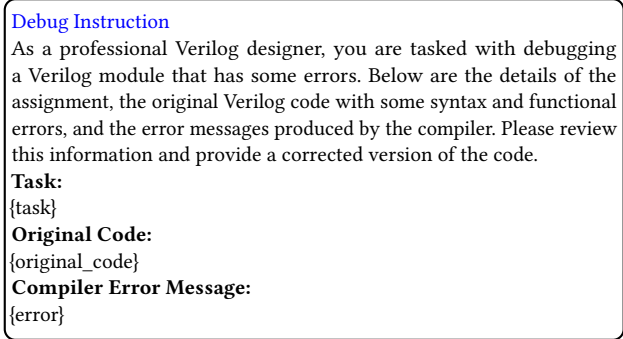 Debug Instruction
As a professional Verilog designer, you are tasked with debugging
a Verilog module that has some errors. Below are the details of the
assignment, the original Verilog code with some syntax and functional
errors, and the error messages produced by the compiler. Please review
this information and provide a corrected version of the code.
Task:
{task}
Original Code:
{original_code}
Compiler Error Message:
{error}